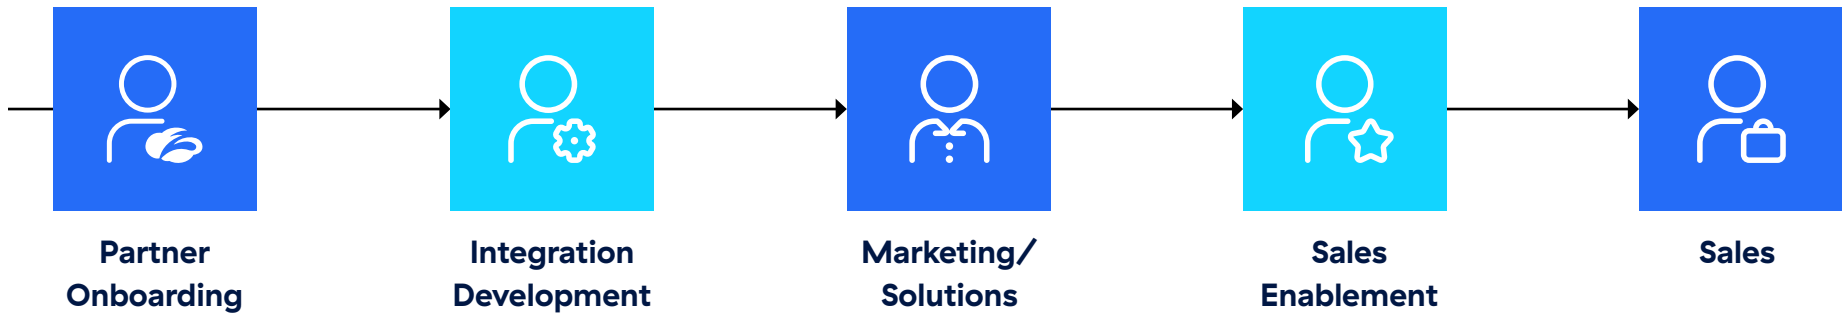 Partner
Onboarding
Integration
Development
Marketing/
Solutions
Sales
Enablement
Sales